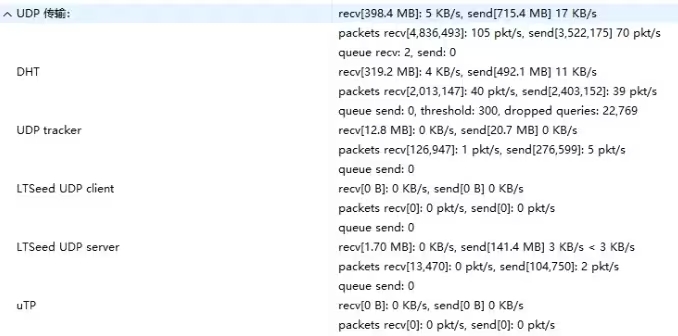 UDP 传输: recv[398.4 MB]: 5 KB/s, send[715.4 MB] 17 KB/s
packets recv[4,836,493]: 105 pkt/s, send[3,522,175] 70 pkt/s
queue recv: 2, send: 0
DHT recv[319.2 MB]: 4 KB/s, send[492.1 MB] 11 KB/s
packets recv[2,013,147]: 40 pkt/s, send[2,403,152]: 39 pkt/s
queue send: 0, threshold: 300, dropped queries: 22,769
UDP tracker recv[12.8 MB]: 0 KB/s, send[20.7 MB] 0 KB/s
packets recv[126,947]: 1 pkt/s, send[276,599]: 5 pkt/s
queue send: 0
LTSeed UDP client recv[0 B]: 0 KB/s, send[0 B] 0 KB/s
packets recv[0]: 0 pkt/s, send[0]: 0 pkt/s
queue send: 0
LTSeed UDP server recv[1.70 MB]: 0 KB/s, send[141.4 MB] 3 KB/s < 3 KB/s
packets recv[13,470]: 0 pkt/s, send[104,750]: 2 pkt/s
queue send: 0
uTP recv[0 B]: 0 KB/s, send[0 B] 0 KB/s
packets recv[0]: 0 pkt/s, send[0]: 0 pkt/s